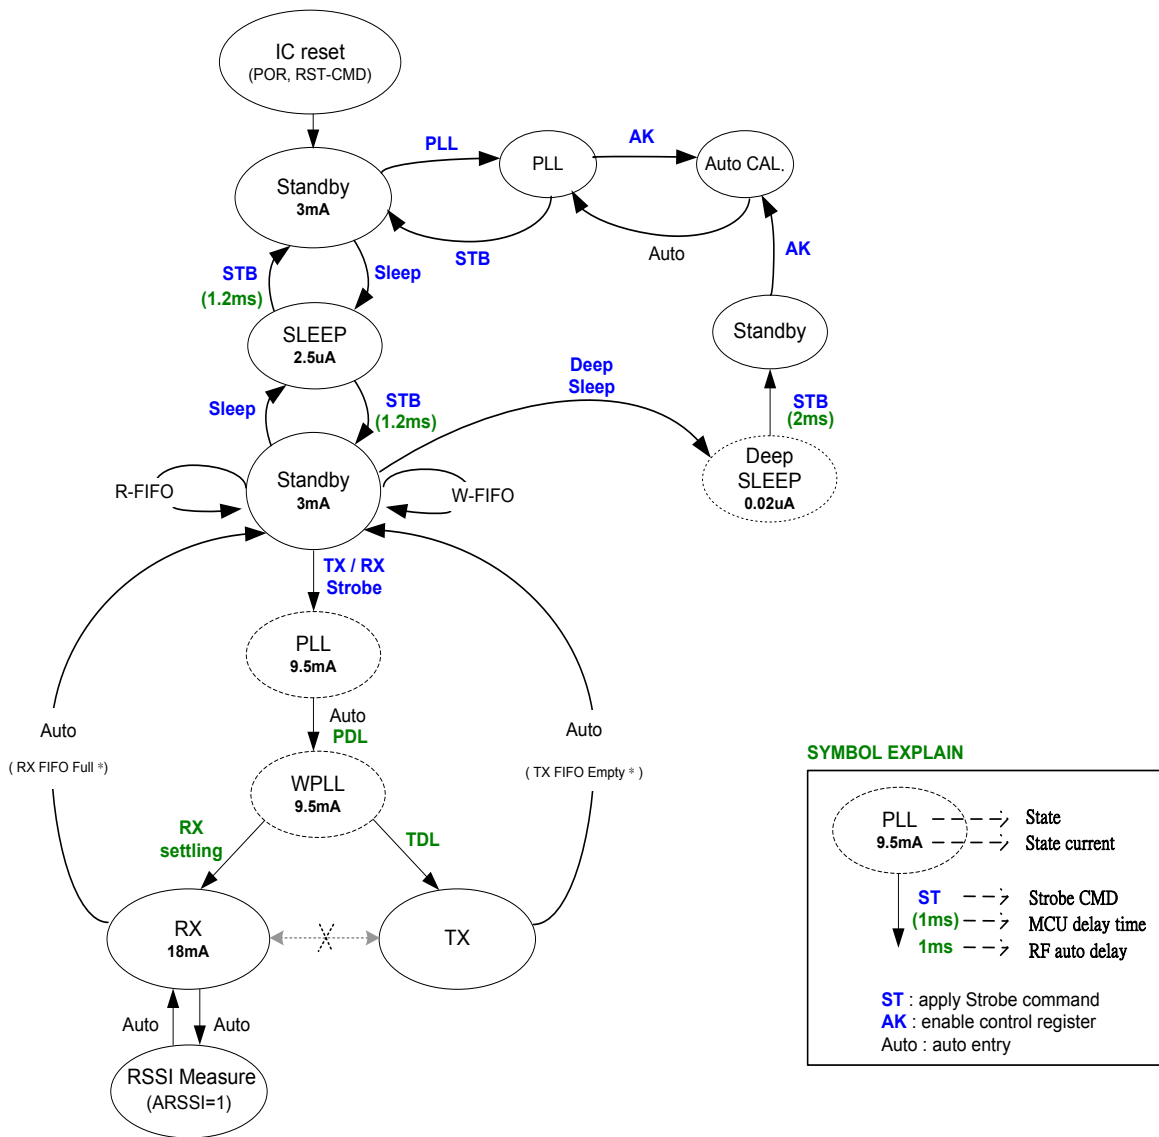 IC reset
(POR, RST-CMD)
PLL
AK
Standby
3mA
PLL
Auto CAL.
STB
Auto
AK
STB
(1.2ms)
Sleep
SLEEP
2.5uA
Standby
Deep
Sleep
Sleep
STB
(1.2ms)
STB
(2ms)
Deep
SLEEP
0.02uA
R-FIFO
Standby
3mA
W-FIFO
TX / RX
Strobe
PLL
9.5mA
Auto
PDL
Auto
( RX FIFO Full *)
Auto
( TX FIFO Empty * )
WPLL
9.5mA
RX
settling
TDL
RX
18mA
TX
Auto
Auto
RSSI Measure
(ARSSI=1)
SYMBOL EXPLAIN
PLL
9.5mA
State
State current
ST
Strobe CMD
(1ms)
MCU delay time
1ms
RF auto delay
ST : apply Strobe command
AK : enable control register
Auto : auto entry